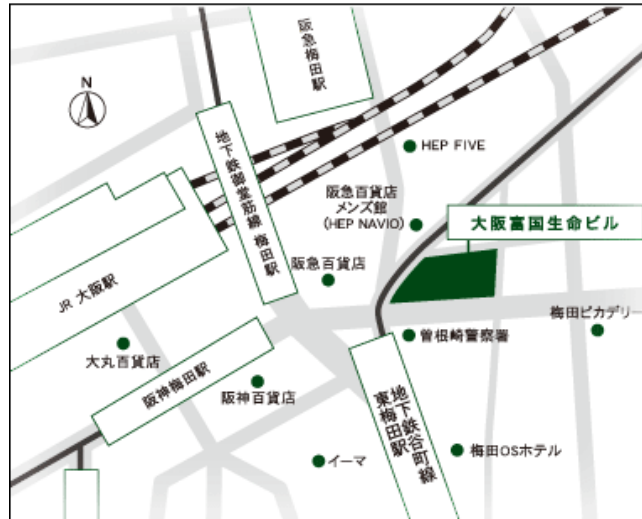 阪急梅田駅
N
HEP FIVE
地下鉄御堂筋線 梅田駅
阪急百貨店
メンズ館
(HEP NAVIO)
大阪富国生命ビル
阪急百貨店
JR 大阪駅
梅田ピカデリー
曽根崎警察署
大丸百貨店
阪神梅田駅
阪神百貨店
地下鉄谷町線
東梅田駅
梅田OSホテル
イーマ